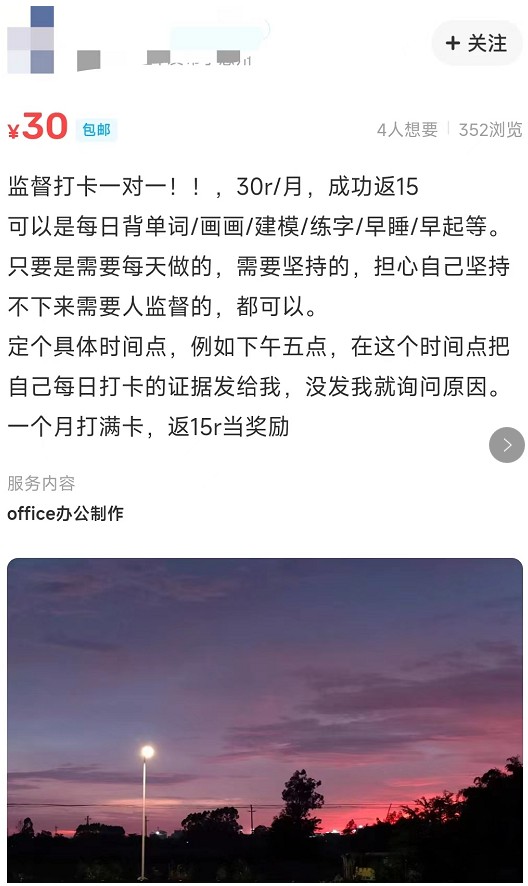 + 关注
¥30 包邮 4人想要 352浏览
监督打卡一对一！！，30r/月，成功返15
可以是每日背单词/画画/建模/练字/早睡/早起等。
只要是需要每天做的，需要坚持的，担心自己坚持
不下来需要人监督的，都可以。
定个具体时间点，例如下午五点，在这个时间点把
自己每日打卡的证据发给我，没发我就询问原因。
一个月打满卡，返15r当奖励
服务内容
office办公制作